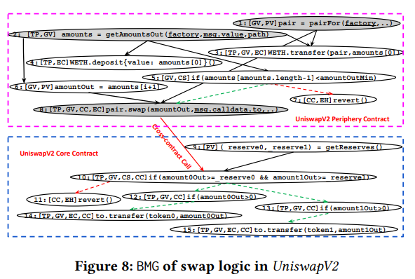 1:[GV,PV]pair = pairFor(factory,...)
2:[TP,GV] amounts = getAmountsOut(factory,msg.value,path)
3:[TP,GV,EC]WETH.transfer(pair,amounts[0])
4:[TP,EC]WETH.deposit{value: amounts[0]}()
5:[GV,CS]if(amounts[amounts.length-1]<amountOutMin)
6:[GV,PV]amountOut = amounts[i+1]
7:[CC,EH]revert()
8:[TP,GV,CC,EC]pair.swap(amountOut,msg.calldata.to,...)
UniswapV2 Periphery Contract
Cross-contract Call
UniswapV2 Core Contract
9:[PV] ( reserve0, reserve1) = getReserves()
10:[TP,GV,CS,CC]if(amount0Out>=_reserve0 && amount1Out>=_reserve1)
11:[CC,EH]revert()
12:[TP,GV,CC]if(amount0Out>0)
13:[TP,GV,CC]if(amount1Out>0)
14:[TP,GV,EC,CC]to.transfer(token0,amount0Out)
15:[TP,GV,EC,CC]to.transfer(token1,amount1Out)
Figure 8: BMG of swap logic in UniswapV2